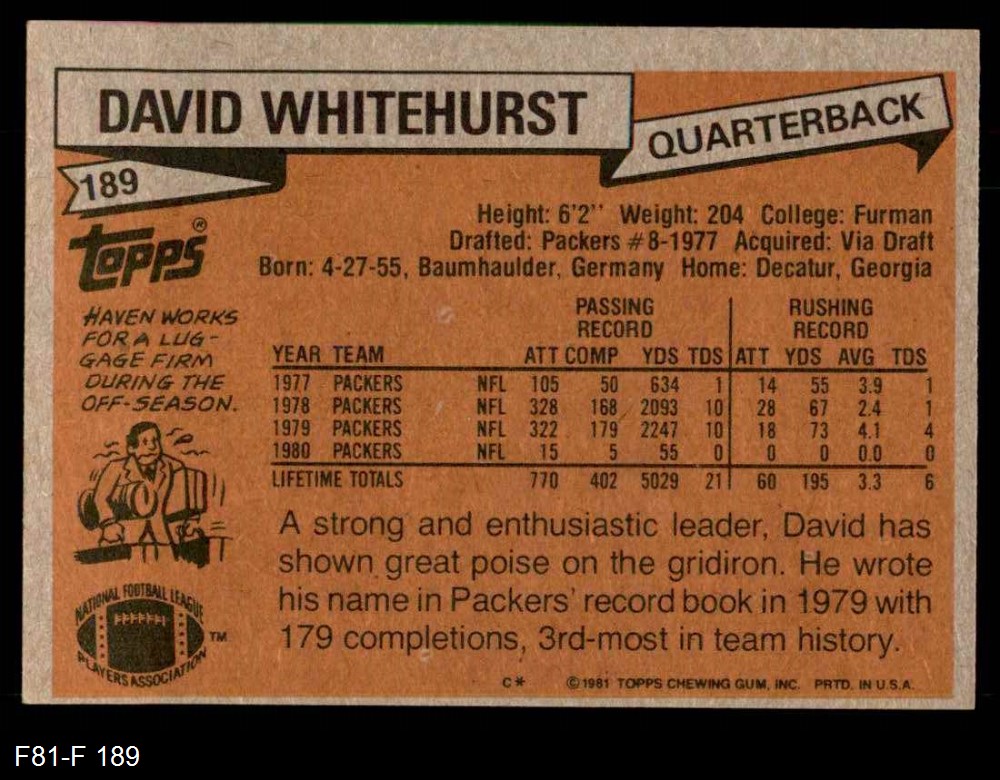 DAVID WHITEHURST
QUARTERBACK
189
Topps®
Height: 6'2'' Weight: 204 College: Furman
Drafted: Packers #8-1977 Acquired: Via Draft
Born: 4-27-55, Baumhaulder, Germany Home: Decatur, Georgia
HAVEN WORKS
FOR A LUG-
GAGE FIRM
DURING THE
OFF-SEASON.
PASSING RUSHING
RECORD RECORD
YEAR TEAM ATT COMP YDS TDS ATT YDS AVG TDS
1977 PACKERS NFL 105 50 634 1 14 55 3.9 1
1978 PACKERS NFL 328 168 2093 10 28 67 2.4 1
1979 PACKERS NFL 322 179 2247 10 18 73 4.1 4
1980 PACKERS NFL 15 5 55 0 0 0 0.0 0
LIFETIME TOTALS 770 402 5029 21 60 195 3.3 6
A strong and enthusiastic leader, David has
shown great poise on the gridiron. He wrote
his name in Packers' record book in 1979 with
179 completions, 3rd-most in team history.
NATIONAL FOOTBALL LEAGUE
PLAYERS ASSOCIATION
TM
C* ©1981 TOPPS CHEWING GUM, INC. PRTD. IN U.S.A.
F81-F 189